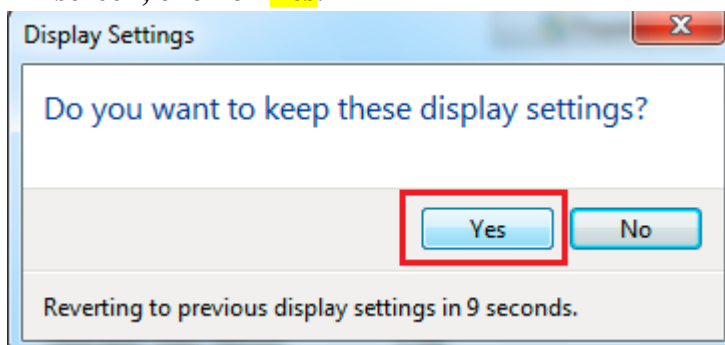 Yes.
Display Settings
Do you want to keep these display settings?
Yes No
Reverting to previous display settings in 9 seconds.